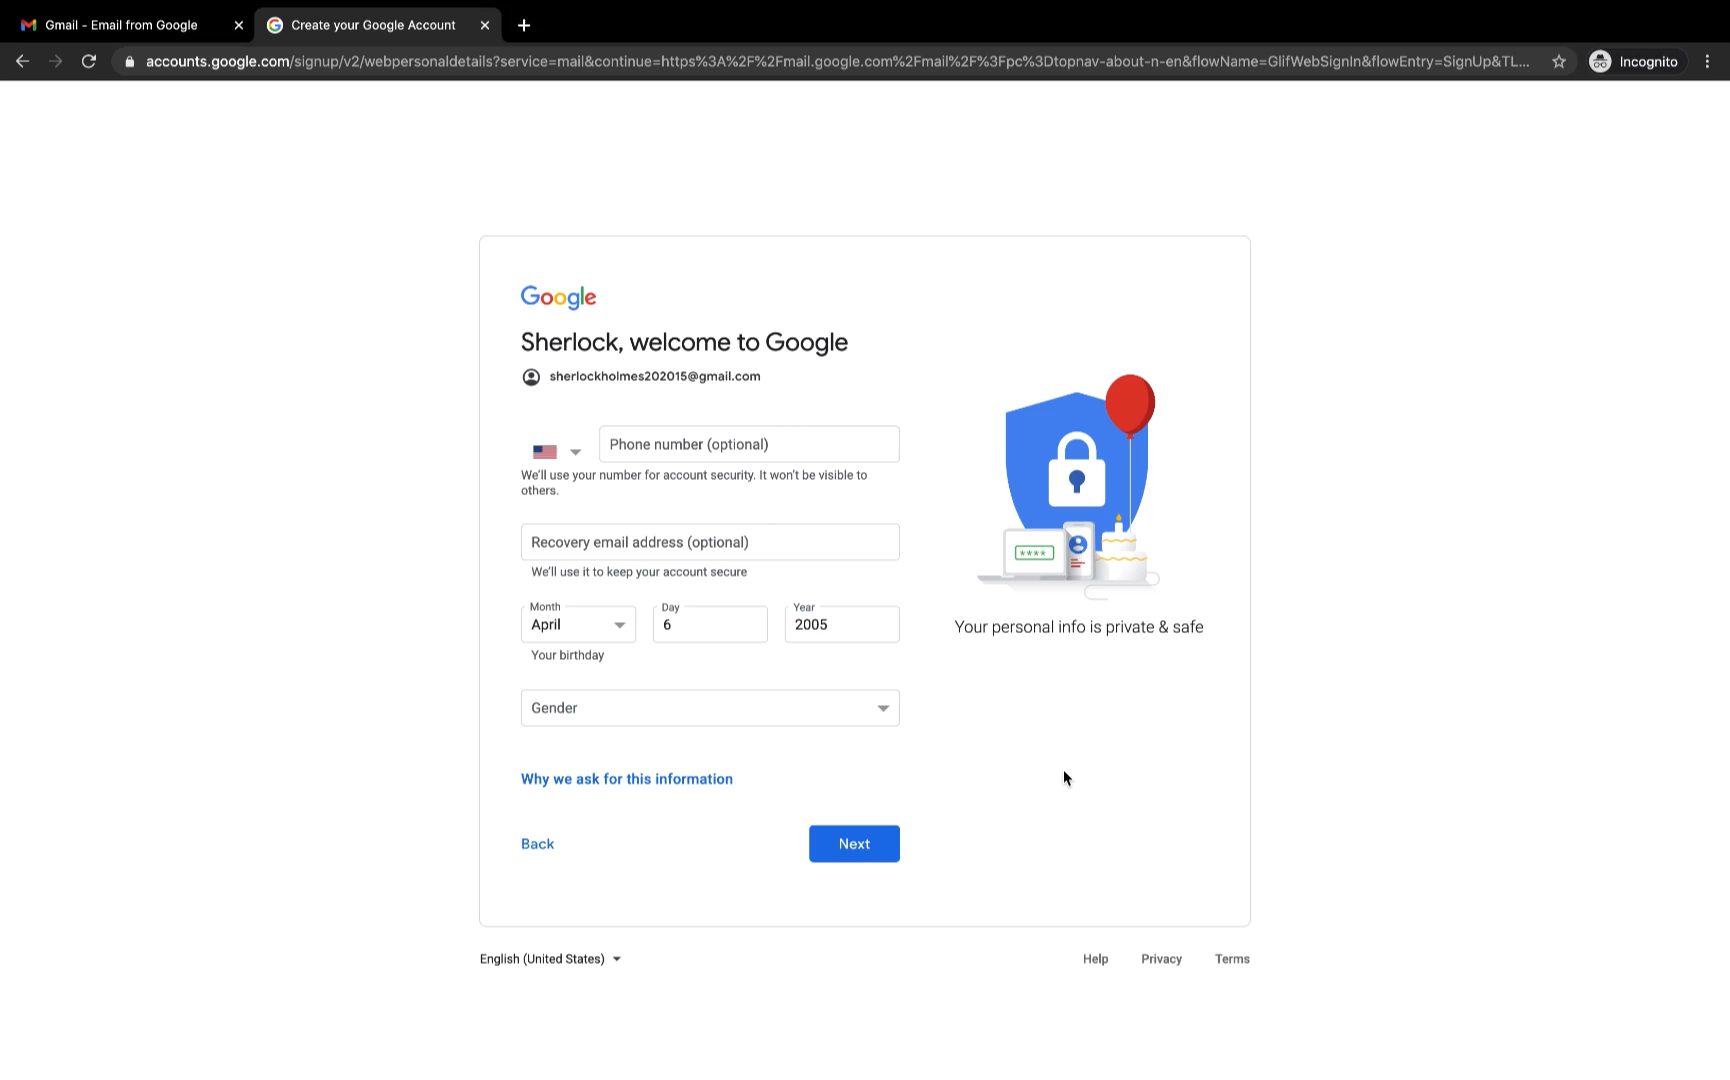 Gmail - Email from Google
Create your Google Account
accounts.google.com/signup/v2/webpersonaldetails?service=mail&continue=https%3A%2F%2Fmail.google.com%2Fmail%2F%3Fpc%3Dtopnav-about-n-en&flowName=GlifWebSignIn&flowEntry=SignUp&TL...
Incognito
Google
Sherlock, welcome to Google
sherlockholmes202015@gmail.com
Phone number (optional)
We'll use your number for account security. It won't be visible to
others.
Recovery email address (optional)
We'll use it to keep your account secure
Month
Day
Year
April
6
2005
Your birthday
Gender
Why we ask for this information
Back
Next
****
Your personal info is private & safe
English (United States)
Help
Privacy
Terms